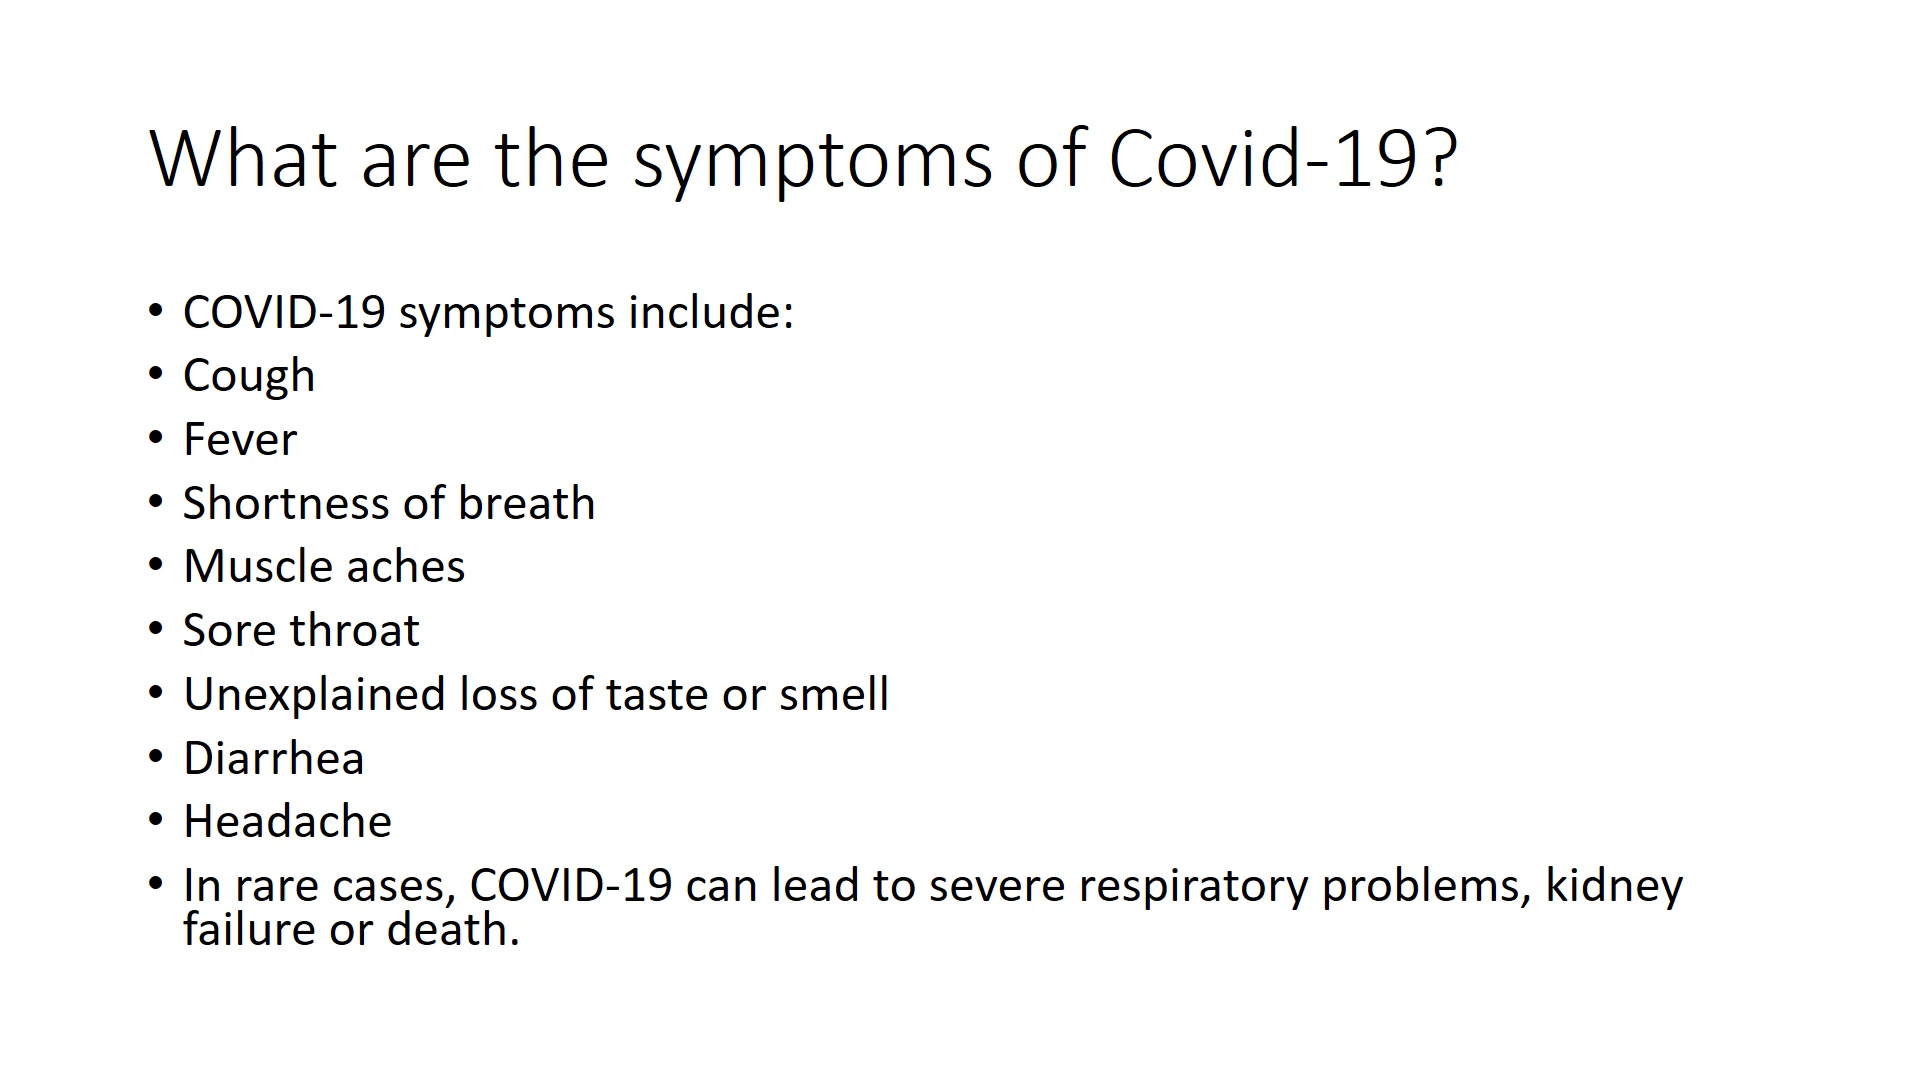 What are the symptoms of Covid-19?
• COVID-19 symptoms include:
• Cough
• Fever
• Shortness of breath
• Muscle aches
• Sore throat
• Unexplained loss of taste or smell
• Diarrhea
• Headache
• In rare cases, COVID-19 can lead to severe respiratory problems, kidney
failure or death.